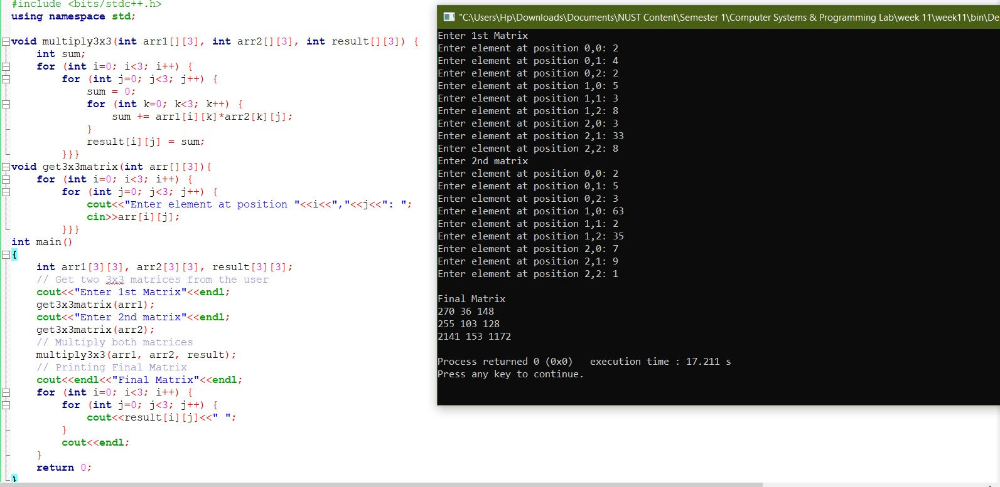 #include <bits/stdc++.h>
using namespace std;

void multiply3x3(int arr1[][3], int arr2[][3], int result[][3]) {
    int sum;
    for (int i=0; i<3; i++) {
        for (int j=0; j<3; j++) {
            sum = 0;
            for (int k=0; k<3; k++) {
                sum += arr1[i][k]*arr2[k][j];
            }
            result[i][j] = sum;
        }}}
void get3x3matrix(int arr[][3]){
    for (int i=0; i<3; i++) {
        for (int j=0; j<3; j++) {
            cout<<"Enter element at position "<<i<<","<<j<<": ";
            cin>>arr[i][j];
        }}}
int main()
{
    int arr1[3][3], arr2[3][3], result[3][3];
    // Get two 3x3 matrices from the user
    cout<<"Enter 1st Matrix"<<endl;
    get3x3matrix(arr1);
    cout<<"Enter 2nd matrix"<<endl;
    get3x3matrix(arr2);
    // Multiply both matrices
    multiply3x3(arr1, arr2, result);
    // Printing Final Matrix
    cout<<endl<<"Final Matrix"<<endl;
    for (int i=0; i<3; i++) {
        for (int j=0; j<3; j++) {
            cout<<result[i][j]<<" ";
        }
        cout<<endl;
    }
    return 0;
}
"C:\Users\Hp\Downloads\Documents\NUST Content\Semester 1\Computer Systems & Programming Lab\week 11\week11\bin\De
Enter 1st Matrix
Enter element at position 0,0: 2
Enter element at position 0,1: 4
Enter element at position 0,2: 2
Enter element at position 1,0: 5
Enter element at position 1,1: 3
Enter element at position 1,2: 8
Enter element at position 2,0: 3
Enter element at position 2,1: 33
Enter element at position 2,2: 8
Enter 2nd matrix
Enter element at position 0,0: 2
Enter element at position 0,1: 5
Enter element at position 0,2: 3
Enter element at position 1,0: 63
Enter element at position 1,1: 2
Enter element at position 1,2: 35
Enter element at position 2,0: 7
Enter element at position 2,1: 9
Enter element at position 2,2: 1

Final Matrix
270 36 148
255 103 128
2141 153 1172

Process returned 0 (0x0)   execution time : 17.211 s
Press any key to continue.